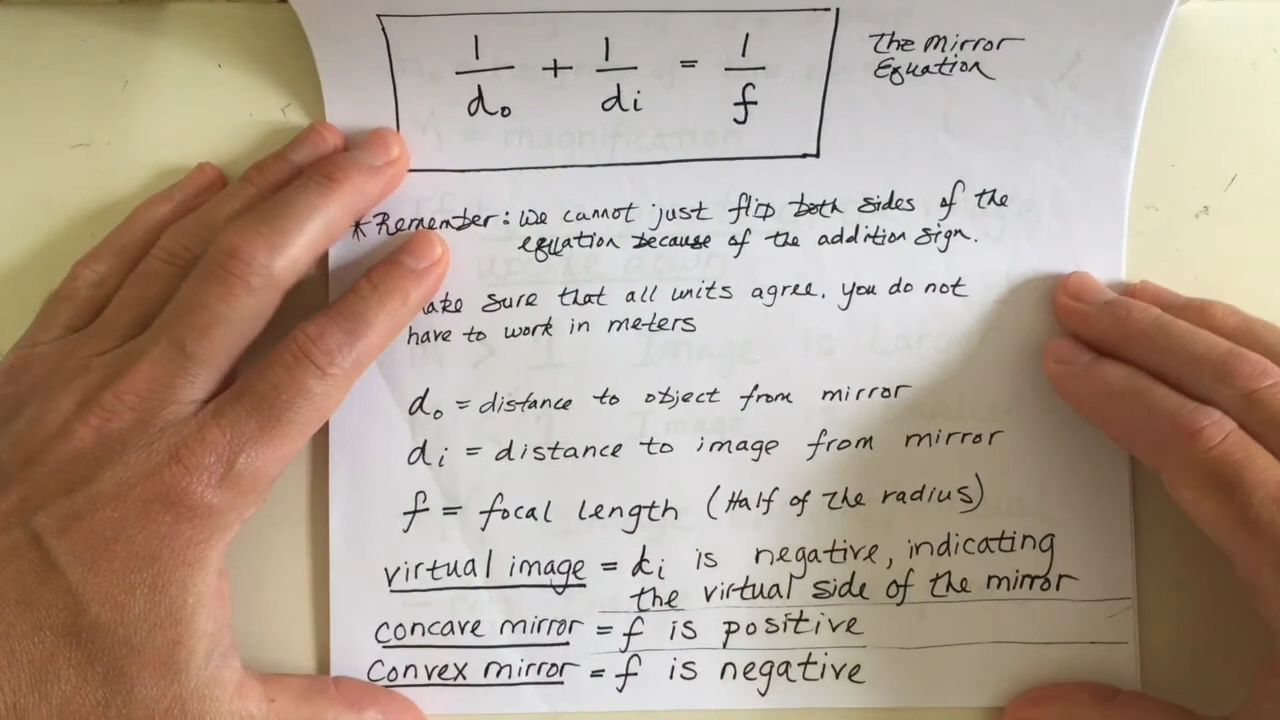 1/d₀ + 1/di = 1/f
The Mirror
Equation
*Remember: We cannot just flip both sides of the
equation because of the addition sign.
ake sure that all units agree. you do not
have to work in meters
d₀ = distance to object from mirror
di = distance to image from mirror
f = focal length (Half of the radius)
virtual image = di is negative, indicating
the virtual side of the mirror
concave mirror = f is positive
Convex mirror = f is negative